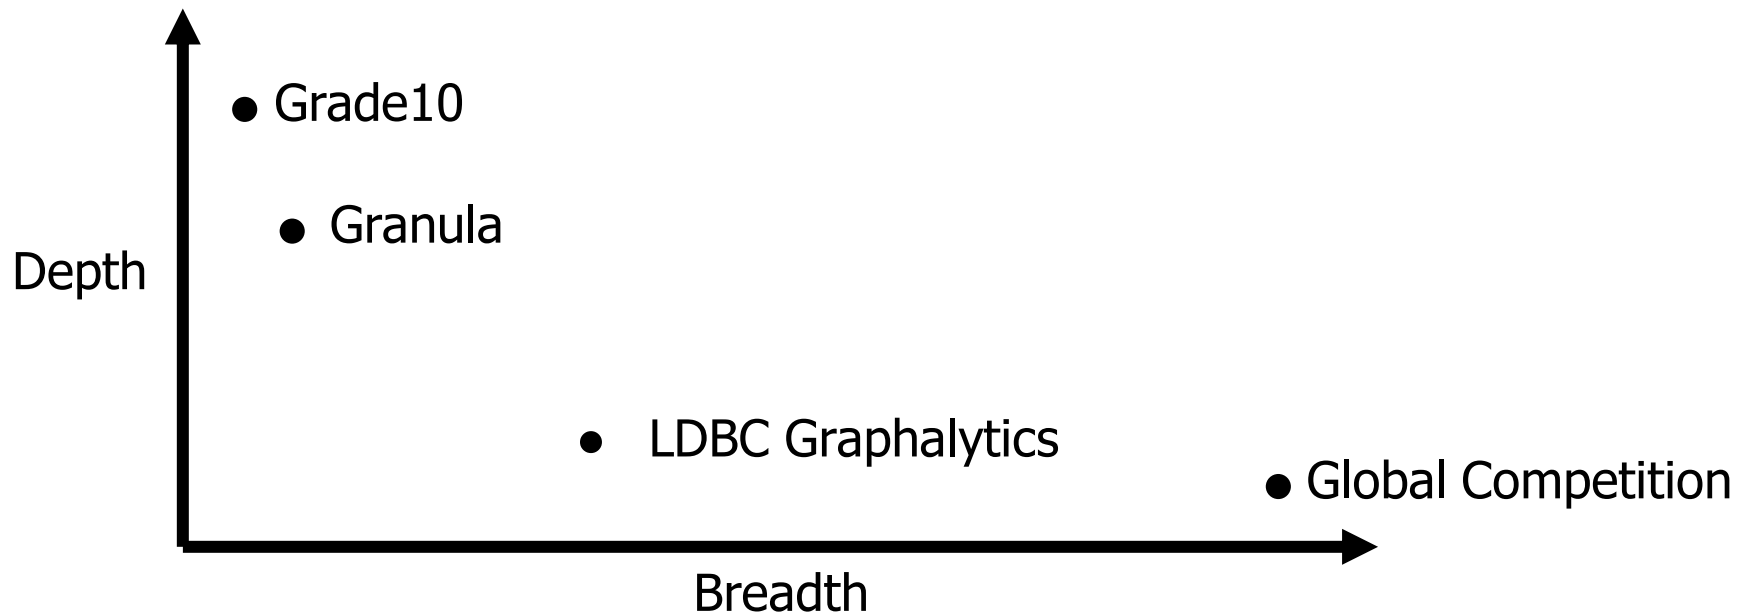 Grade10
Granula
Depth
LDBC Graphalytics
Global Competition
Breadth